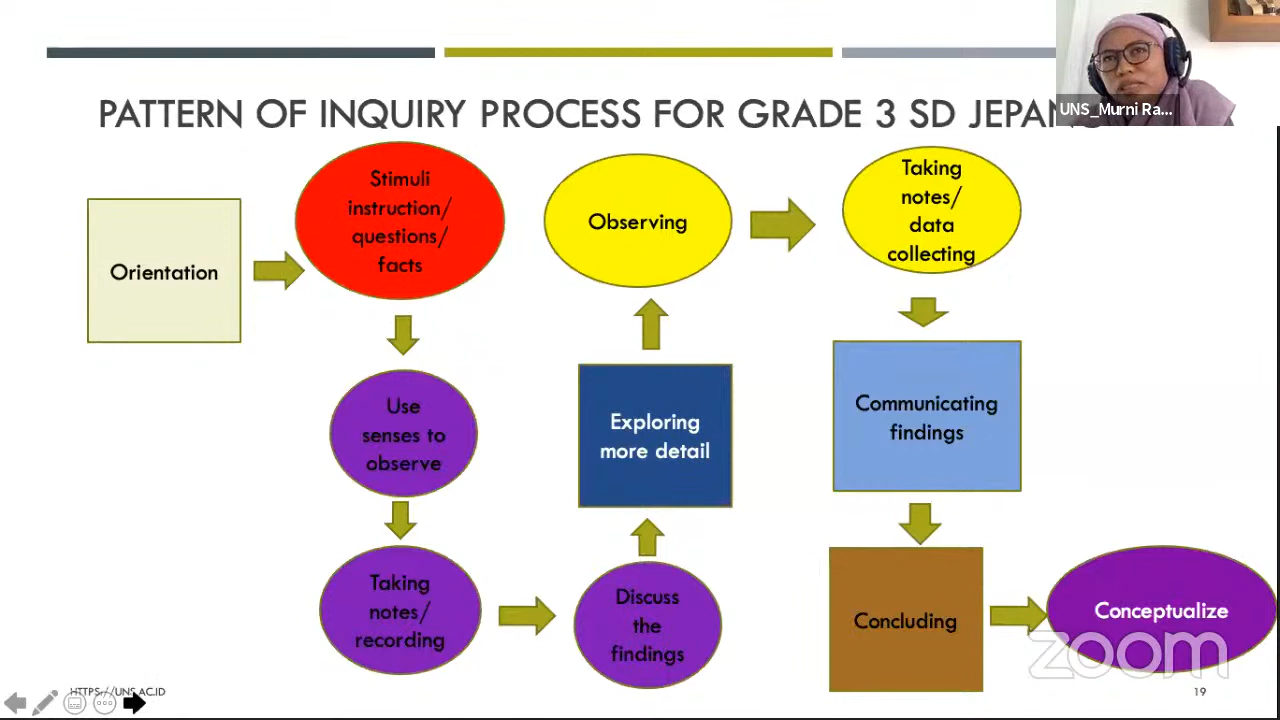 PATTERN OF INQUIRY PROCESS FOR GRADE 3 SD JEPANG
UNS_Murni Ra...
Orientation
Stimuli
instruction/
questions/
facts
Use
senses to
observe
Taking
notes/
recording
Discuss
the
findings
Exploring
more detail
Observing
Taking
notes/
data
collecting
Communicating
findings
Concluding
Conceptualize
zoom
HTTPS://UNS.AC.ID
19